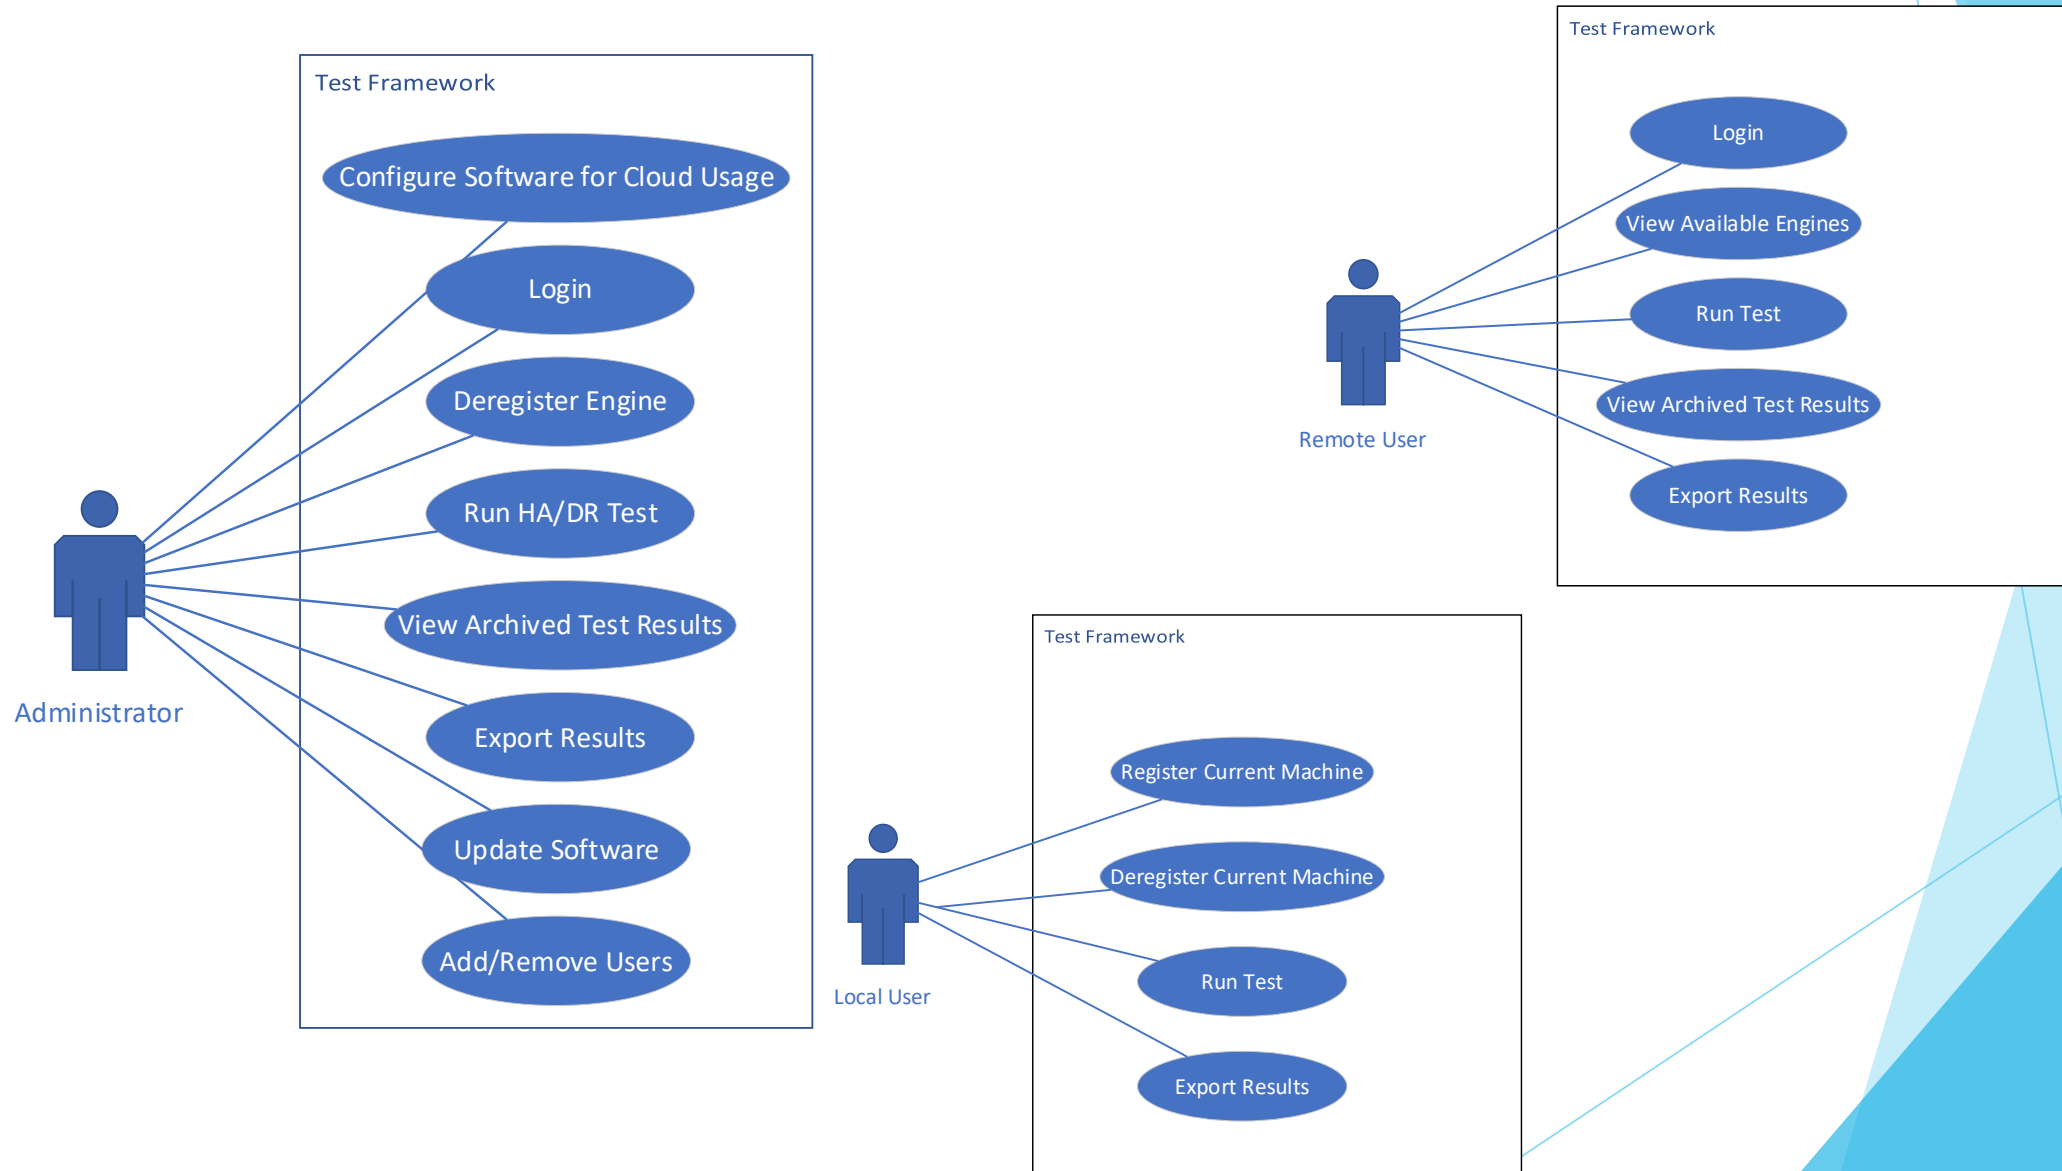 Test Framework
Configure Software for Cloud Usage
Login
Deregister Engine
Run HA/DR Test
View Archived Test Results
Export Results
Update Software
Add/Remove Users
Administrator
Test Framework
Login
View Available Engines
Run Test
View Archived Test Results
Export Results
Remote User
Test Framework
Register Current Machine
Deregister Current Machine
Run Test
Export Results
Local User